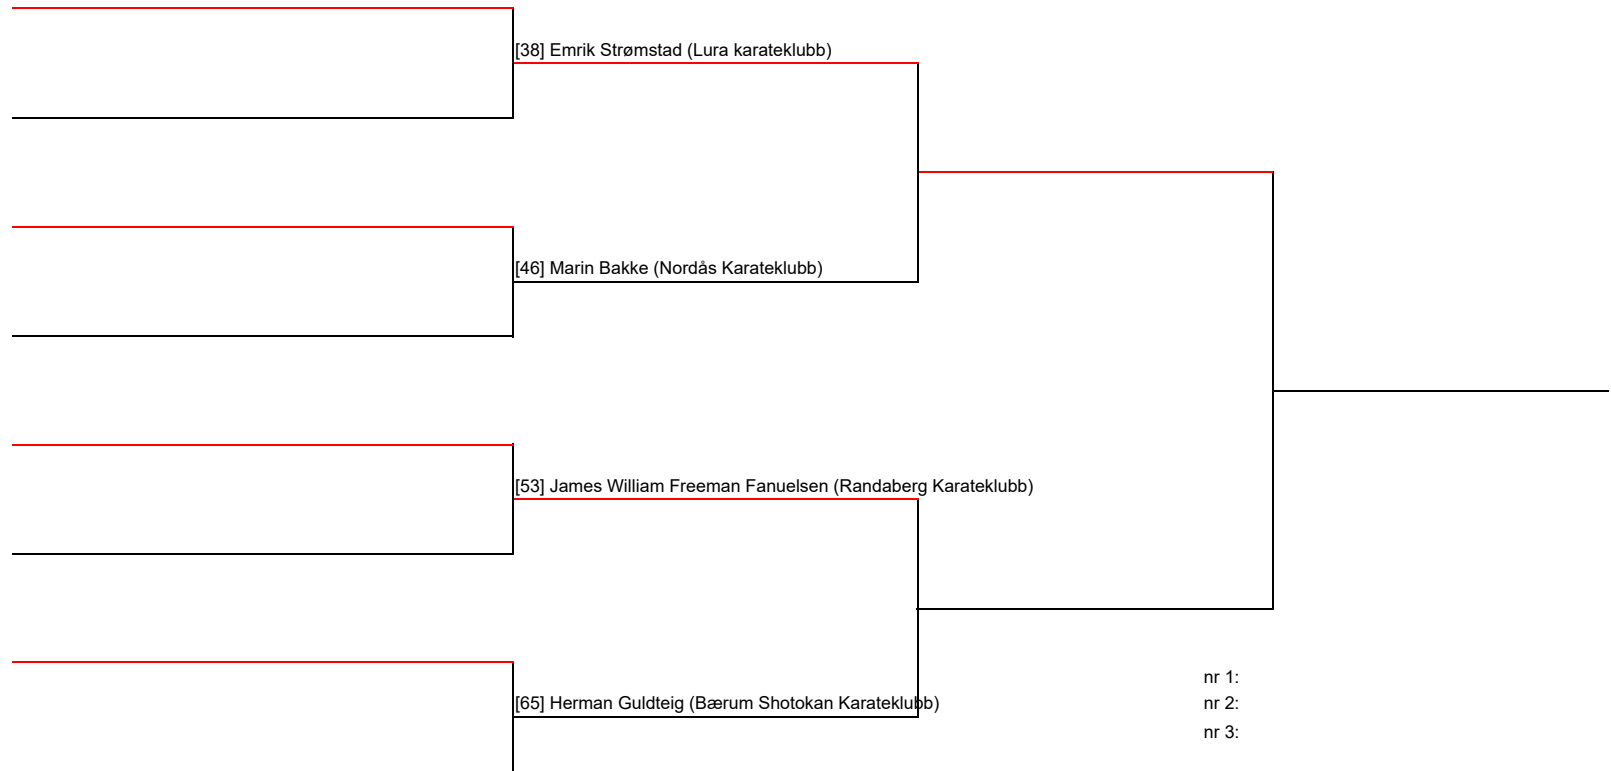 [38] Emrik Strømstad (Lura karateklubb)
[46] Marin Bakke (Nordås Karateklubb)
[53] James William Freeman Fanuelsen (Randaberg Karateklubb)
[65] Herman Guldteig (Bærum Shotokan Karateklubb)
nr 1:
nr 2:
nr 3: